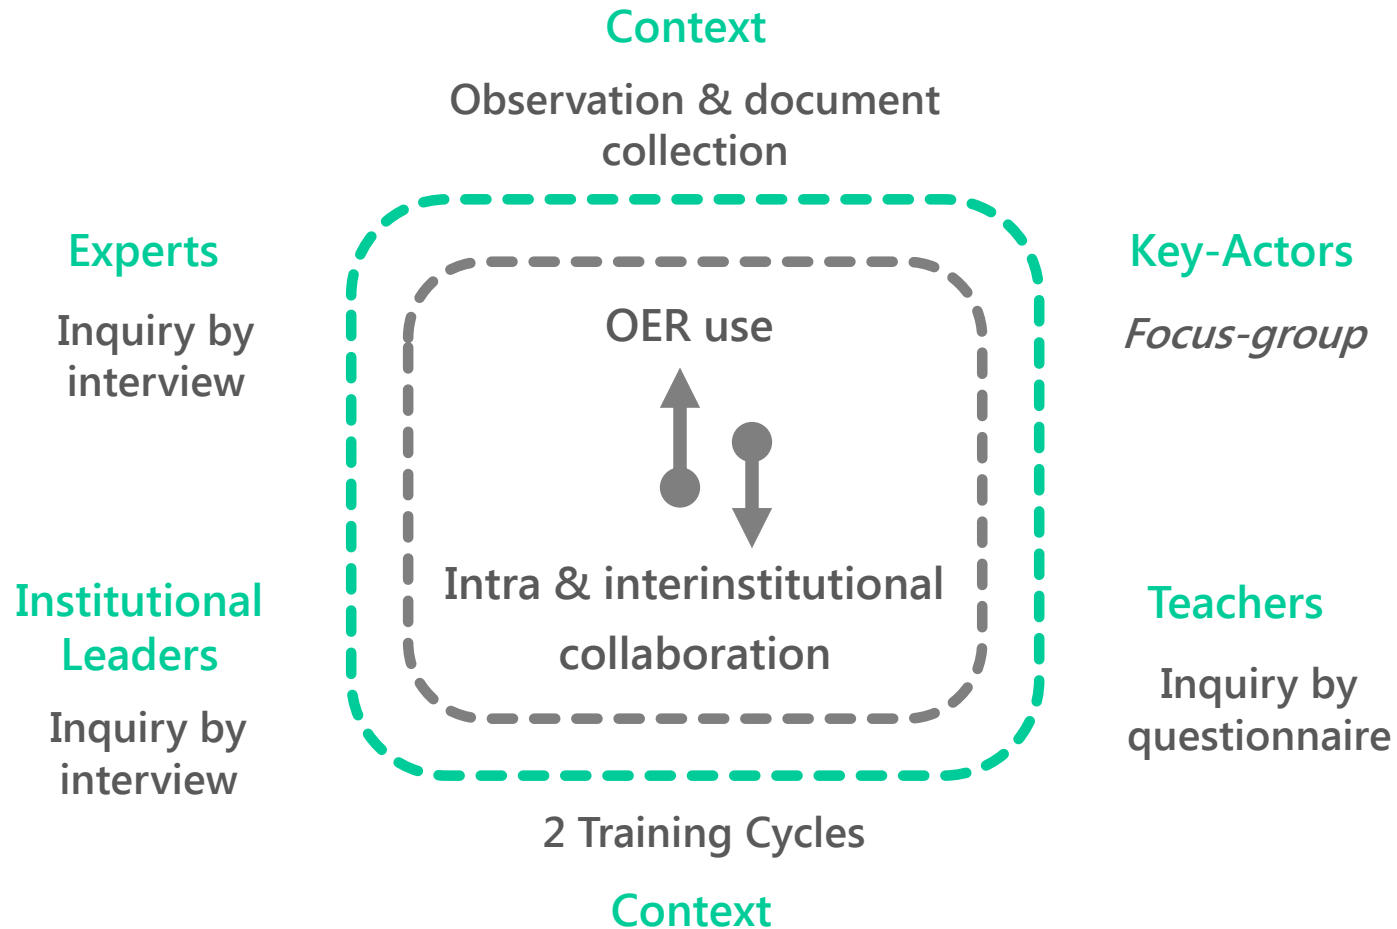 Context
Observation & document
collection
Experts
Inquiry by
interview
Key-Actors
Focus-group
OER use
Intra & interinstitutional
collaboration
Institutional
Leaders
Inquiry by
interview
Teachers
Inquiry by
questionnaire
2 Training Cycles
Context